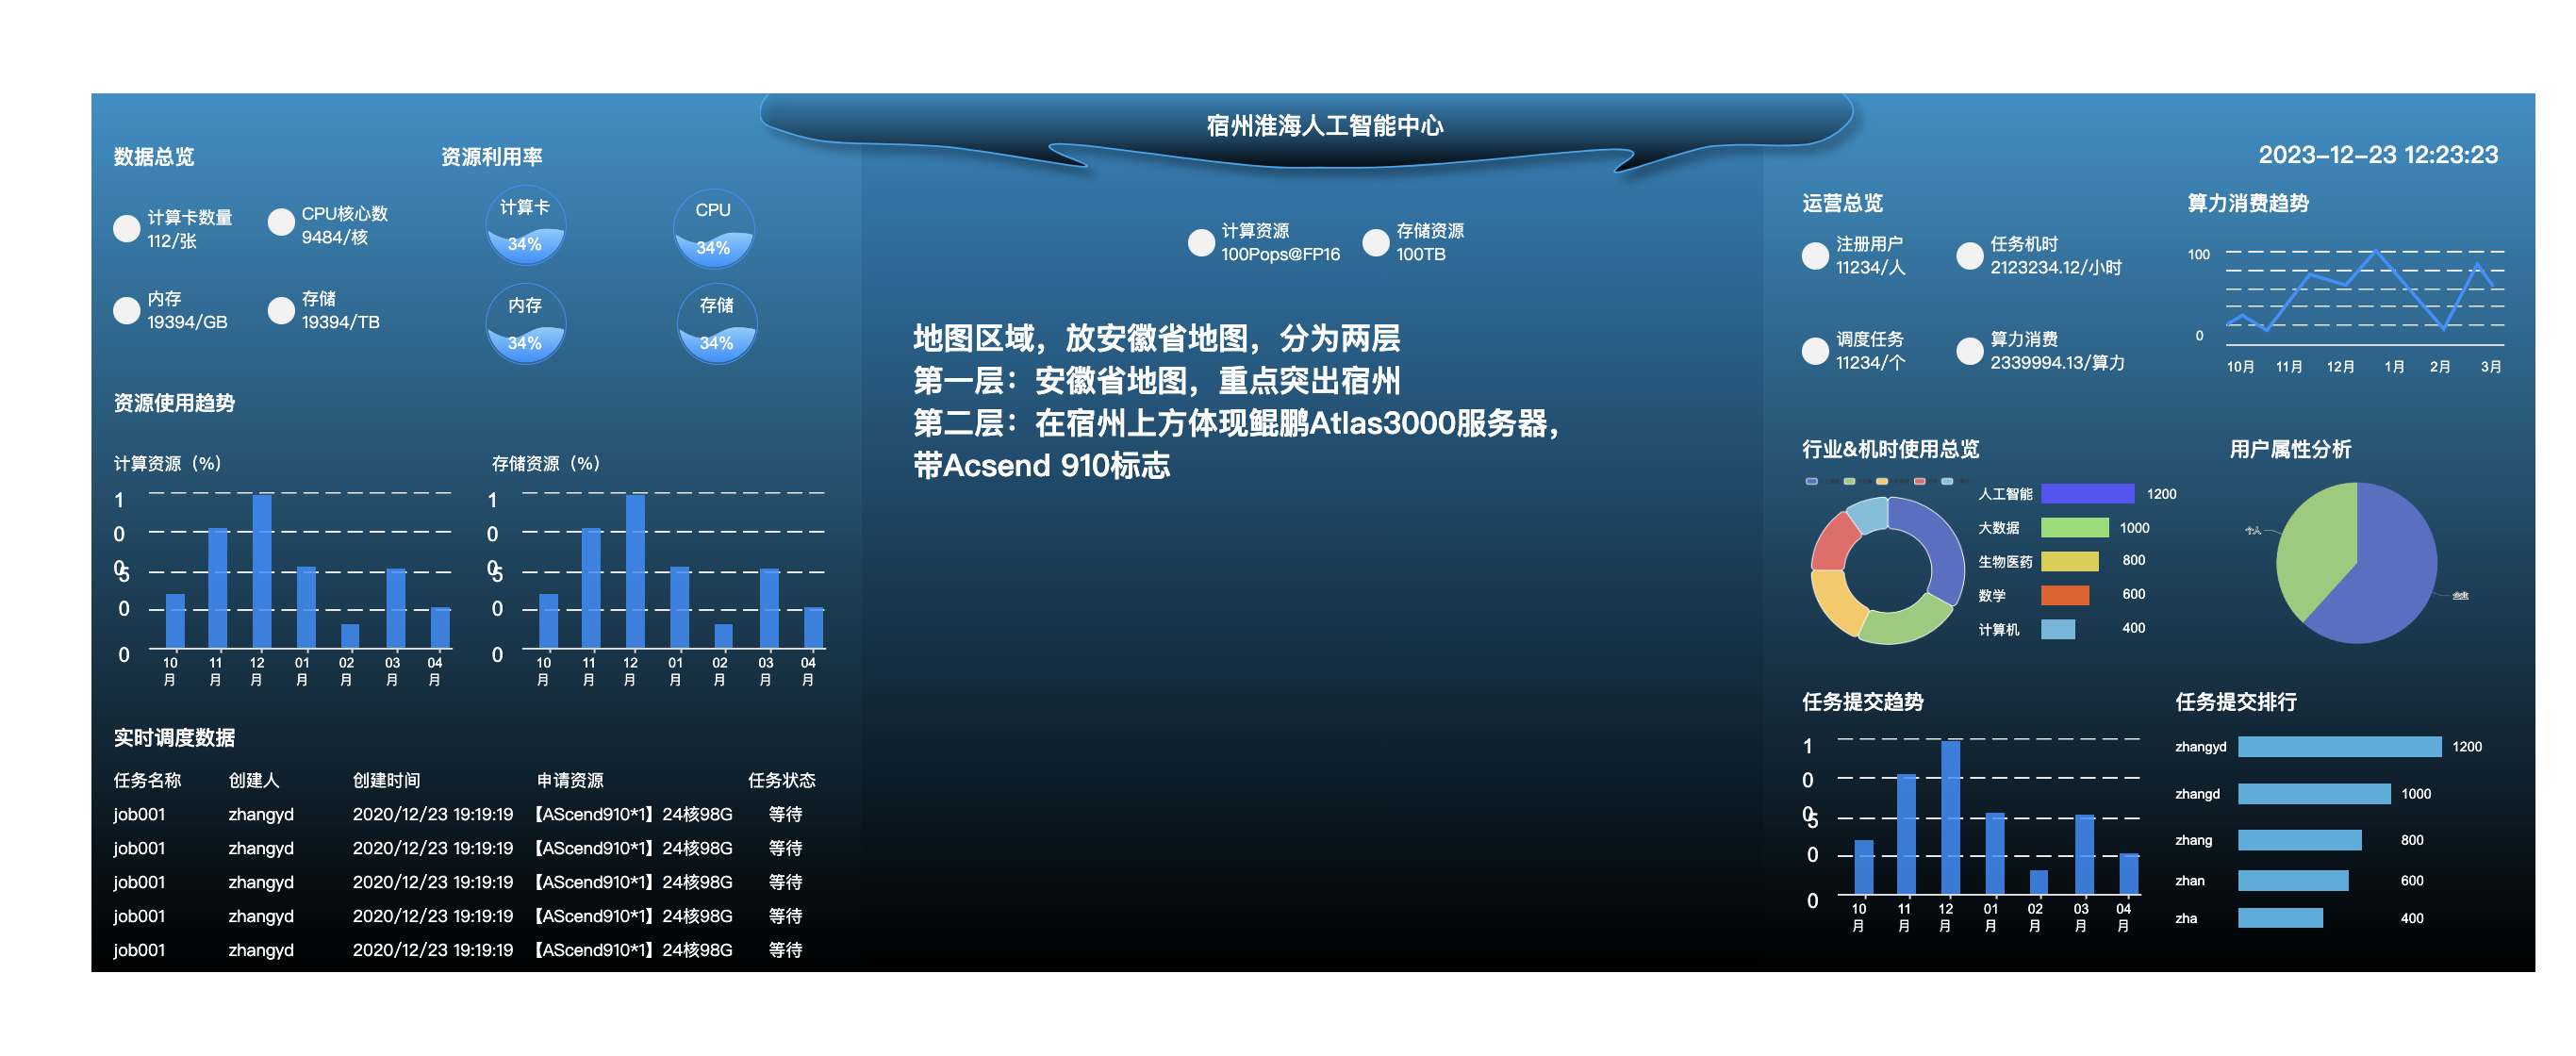 宿州淮海人工智能中心
2023-12-23 12:23:23
数据总览
计算卡数量
112/张
CPU核心数
9484/核
内存
19394/GB
存储
19394/TB
资源利用率
计算卡
34%
CPU
34%
内存
34%
存储
34%
资源使用趋势
计算资源（%）
1
0
0
5
0
0
10月
11月
12月
01月
02月
03月
04月
存储资源（%）
1
0
0
5
0
0
10月
11月
12月
01月
02月
03月
04月
实时调度数据
任务名称 创建人 创建时间 申请资源 任务状态
job001 zhangyd 2020/12/23 19:19:19 【AScend910*1】24核98G 等待
job001 zhangyd 2020/12/23 19:19:19 【AScend910*1】24核98G 等待
job001 zhangyd 2020/12/23 19:19:19 【AScend910*1】24核98G 等待
job001 zhangyd 2020/12/23 19:19:19 【AScend910*1】24核98G 等待
job001 zhangyd 2020/12/23 19:19:19 【AScend910*1】24核98G 等待
计算资源
100Pops@FP16
存储资源
100TB
地图区域，放安徽省地图，分为两层
第一层：安徽省地图，重点突出宿州
第二层：在宿州上方体现鲲鹏Atlas3000服务器，
带Acsend 910标志
运营总览
注册用户
11234/人
任务机时
2123234.12/小时
调度任务
11234/个
算力消费
2339994.13/算力
算力消费趋势
100
0
10月 11月 12月 1月 2月 3月
行业&机时使用总览
人工智能 1200
大数据 1000
生物医药 800
数学 600
计算机 400
用户属性分析
任务提交趋势
1
0
0
5
0
0
10月
11月
12月
01月
02月
03月
04月
任务提交排行
zhangyd 1200
zhangd 1000
zhang 800
zhan 600
zha 400